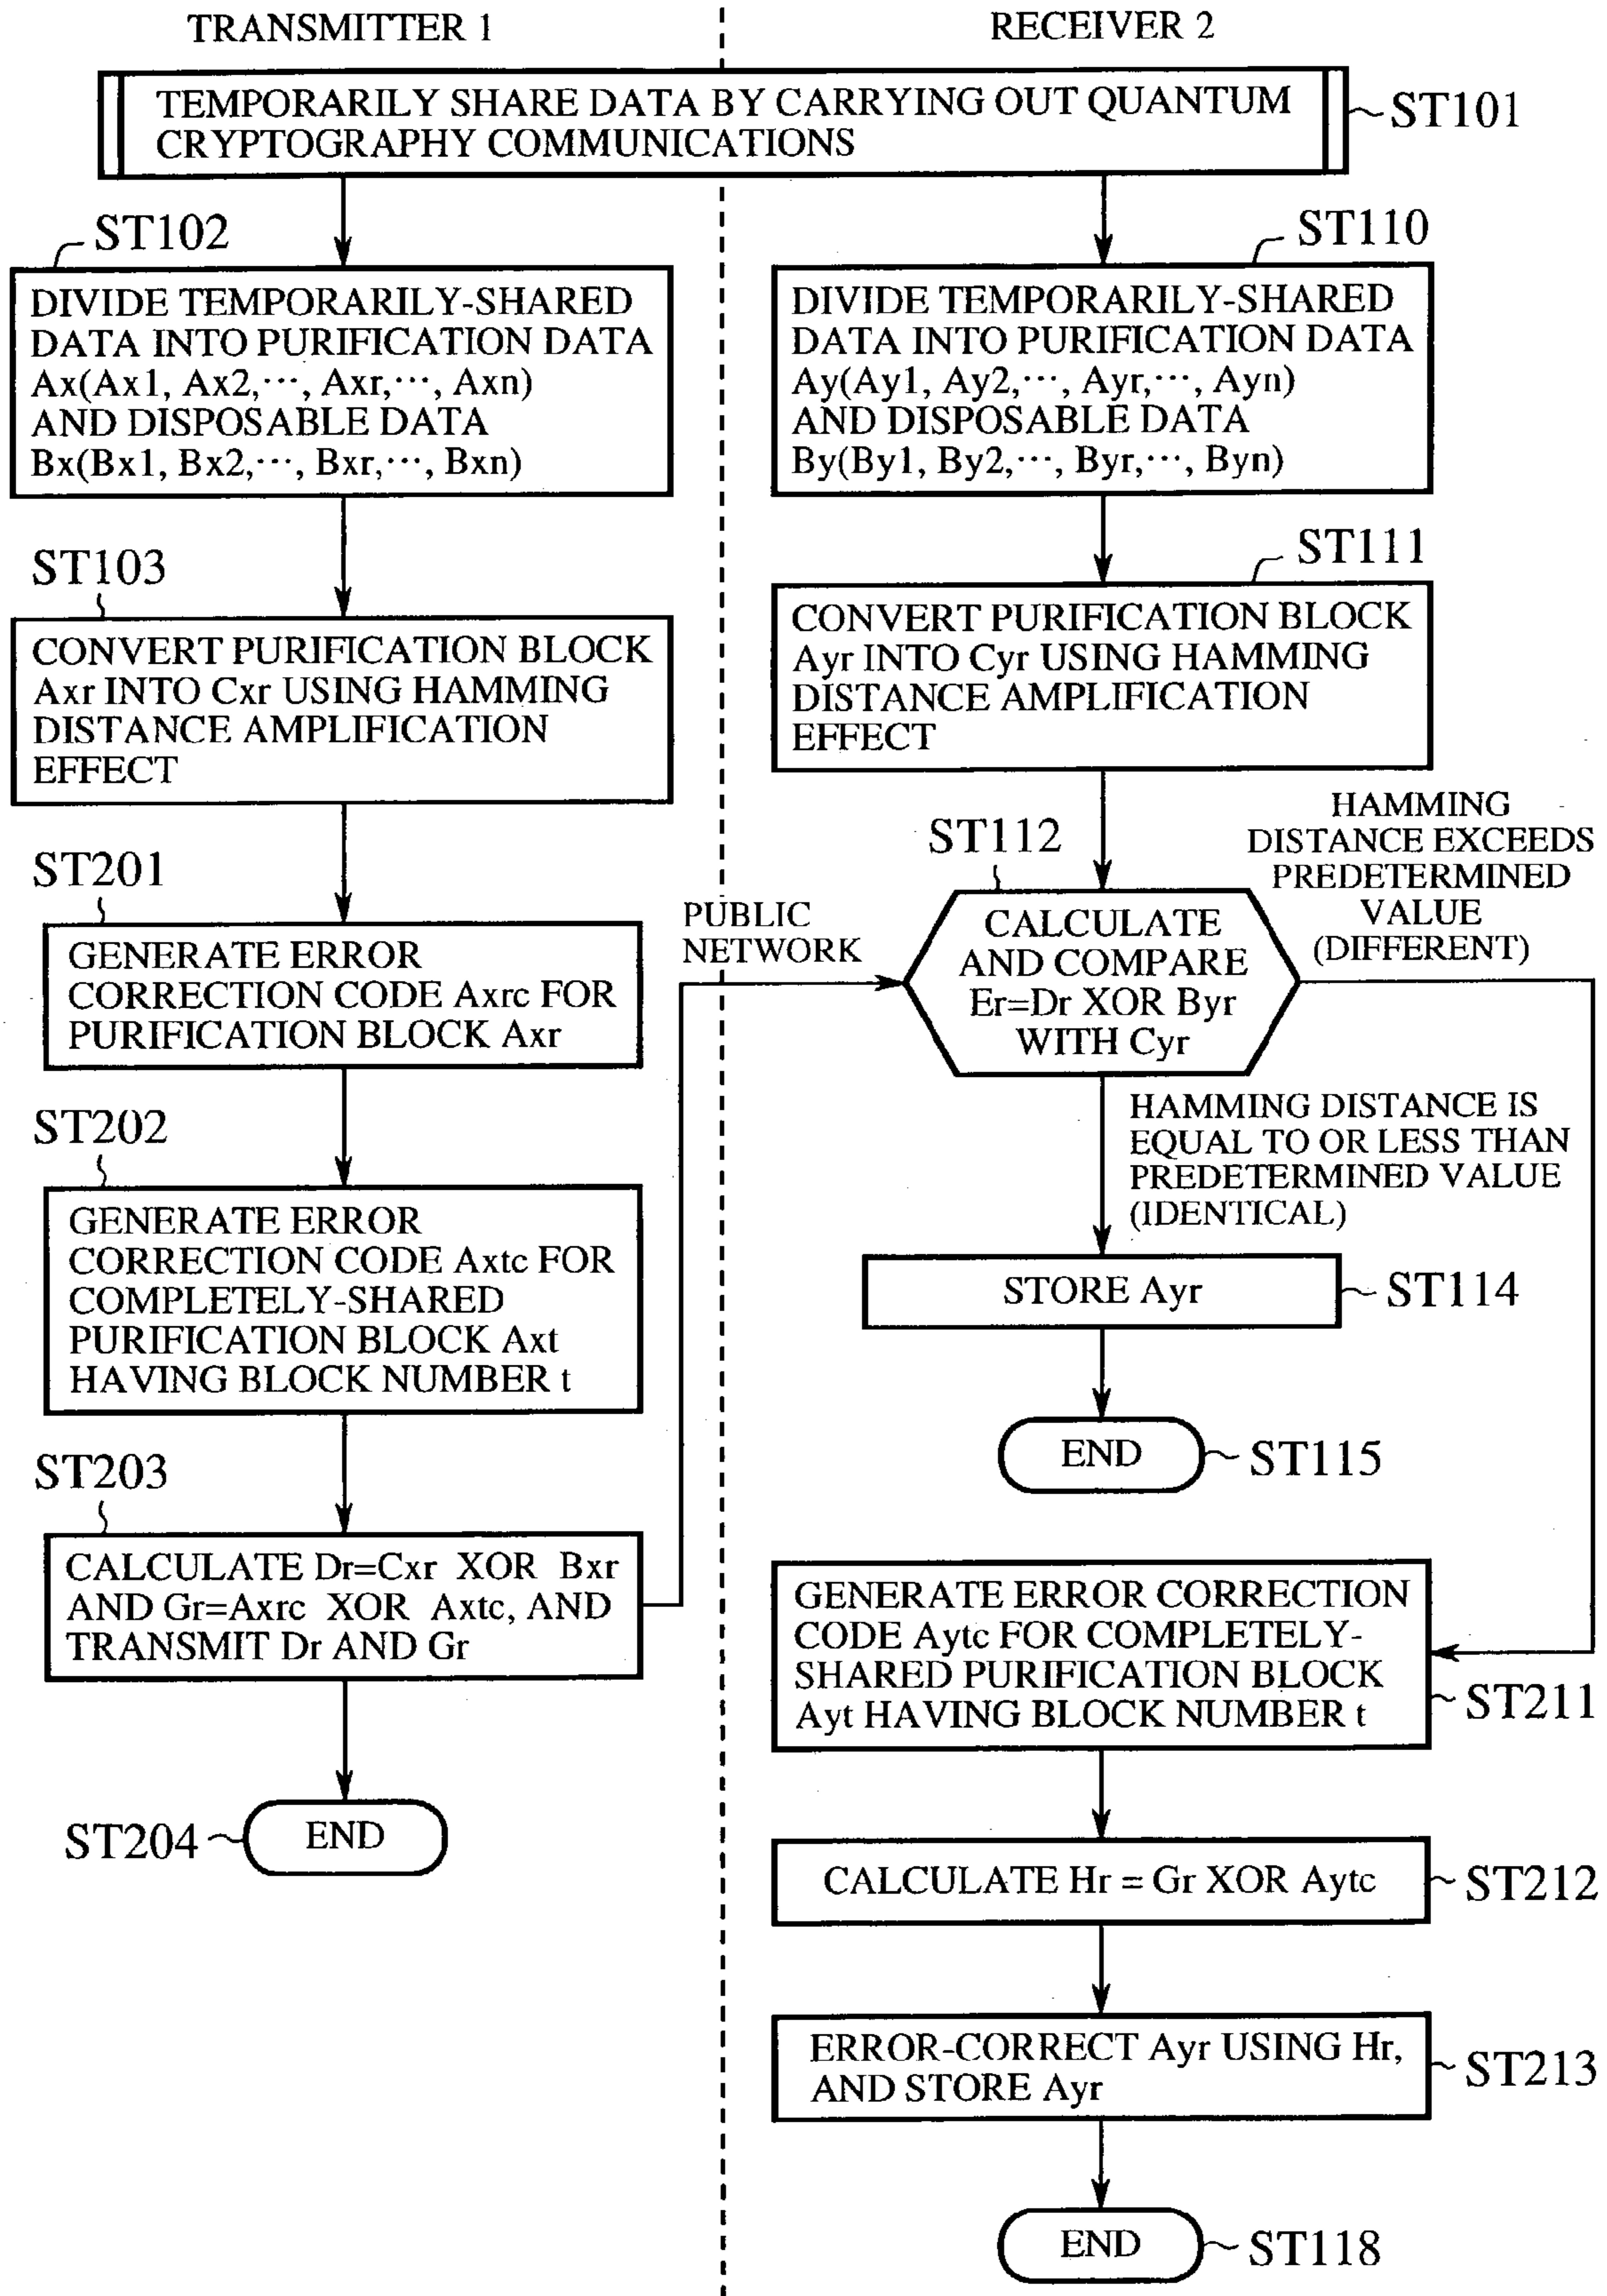 TRANSMITTER 1
RECEIVER 2
TEMPORARILY SHARE DATA BY CARRYING OUT QUANTUM
CRYPTOGRAPHY COMMUNICATIONS
ST101
ST102
DIVIDE TEMPORARILY-SHARED
DATA INTO PURIFICATION DATA
Ax(Ax1, Ax2,···, Axr,···, Axn)
AND DISPOSABLE DATA
Bx(Bx1, Bx2,···, Bxr,···, Bxn)
ST103
CONVERT PURIFICATION BLOCK
Axr INTO Cxr USING HAMMING
DISTANCE AMPLIFICATION
EFFECT
ST201
GENERATE ERROR
CORRECTION CODE Axrc FOR
PURIFICATION BLOCK Axr
ST202
GENERATE ERROR
CORRECTION CODE Axtc FOR
COMPLETELY-SHARED
PURIFICATION BLOCK Axt
HAVING BLOCK NUMBER t
ST203
CALCULATE Dr=Cxr XOR Bxr
AND Gr=Axrc XOR Axtc, AND
TRANSMIT Dr AND Gr
ST204
END
PUBLIC
NETWORK
ST110
DIVIDE TEMPORARILY-SHARED
DATA INTO PURIFICATION DATA
Ay(Ay1, Ay2,···, Ayr,···, Ayn)
AND DISPOSABLE DATA
By(By1, By2,···, Byr,···, Byn)
ST111
CONVERT PURIFICATION BLOCK
Ayr INTO Cyr USING HAMMING
DISTANCE AMPLIFICATION
EFFECT
ST112
CALCULATE
AND COMPARE
Er=Dr XOR Byr
WITH Cyr
HAMMING
DISTANCE EXCEEDS
PREDETERMINED
VALUE
(DIFFERENT)
HAMMING DISTANCE IS
EQUAL TO OR LESS THAN
PREDETERMINED VALUE
(IDENTICAL)
STORE Ayr
ST114
END
ST115
GENERATE ERROR CORRECTION
CODE Aytc FOR COMPLETELY-
SHARED PURIFICATION BLOCK
Ayt HAVING BLOCK NUMBER t
ST211
CALCULATE Hr = Gr XOR Aytc
ST212
ERROR-CORRECT Ayr USING Hr,
AND STORE Ayr
ST213
END
ST118